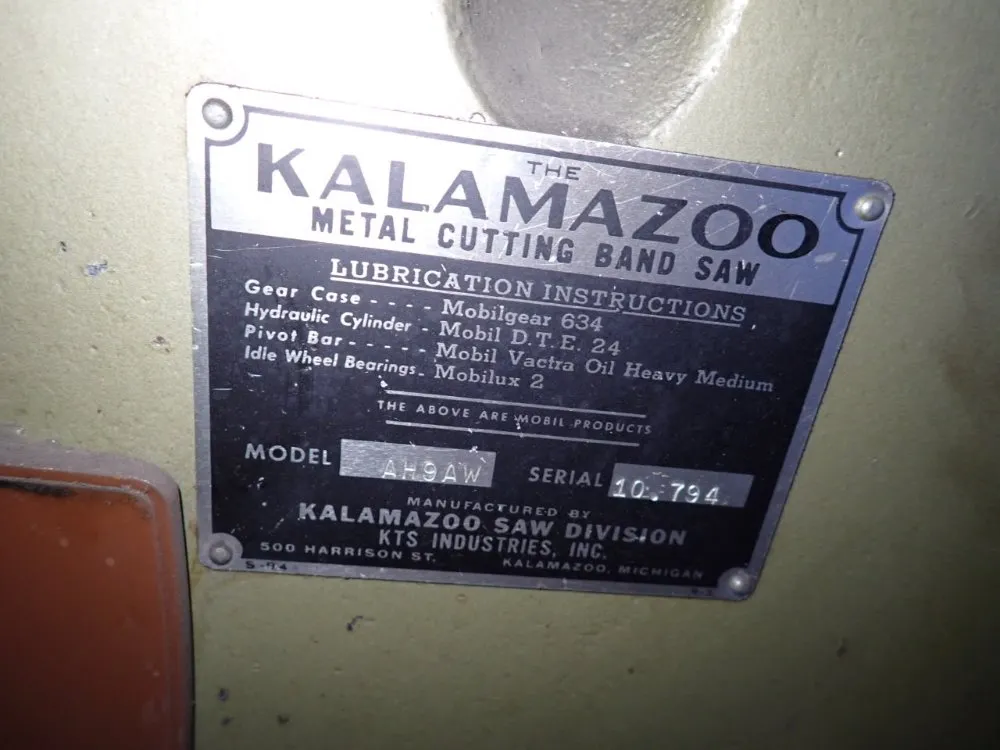 THE
KALAMAZOO
METAL CUTTING BAND SAW
LUBRICATION INSTRUCTIONS
Gear Case - - - - Mobilgear 634
Hydraulic Cylinder - Mobil D.T.E. 24
Pivot Bar - - - - - Mobil Vactra Oil Heavy Medium
Idle Wheel Bearings - Mobilux 2
THE ABOVE ARE MOBIL PRODUCTS
MODEL AH9AW SERIAL 10. 794
MANUFACTURED BY
KALAMAZOO SAW DIVISION
KTS INDUSTRIES, INC.
500 HARRISON ST. KALAMAZOO, MICHIGAN